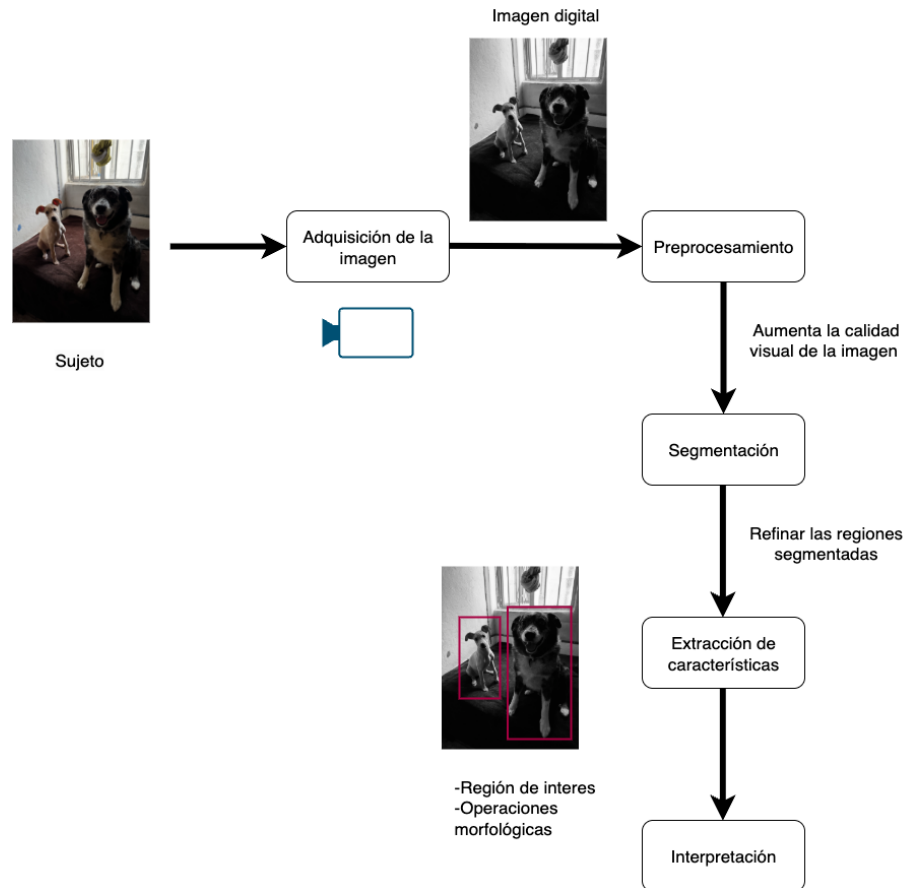 Imagen digital
Sujeto
Adquisición de la
imagen
Preprocesamiento
Aumenta la calidad
visual de la imagen
Segmentación
Refinar las regiones
segmentadas
Extracción de
características
-Región de interes
-Operaciones
morfológicas
Interpretación